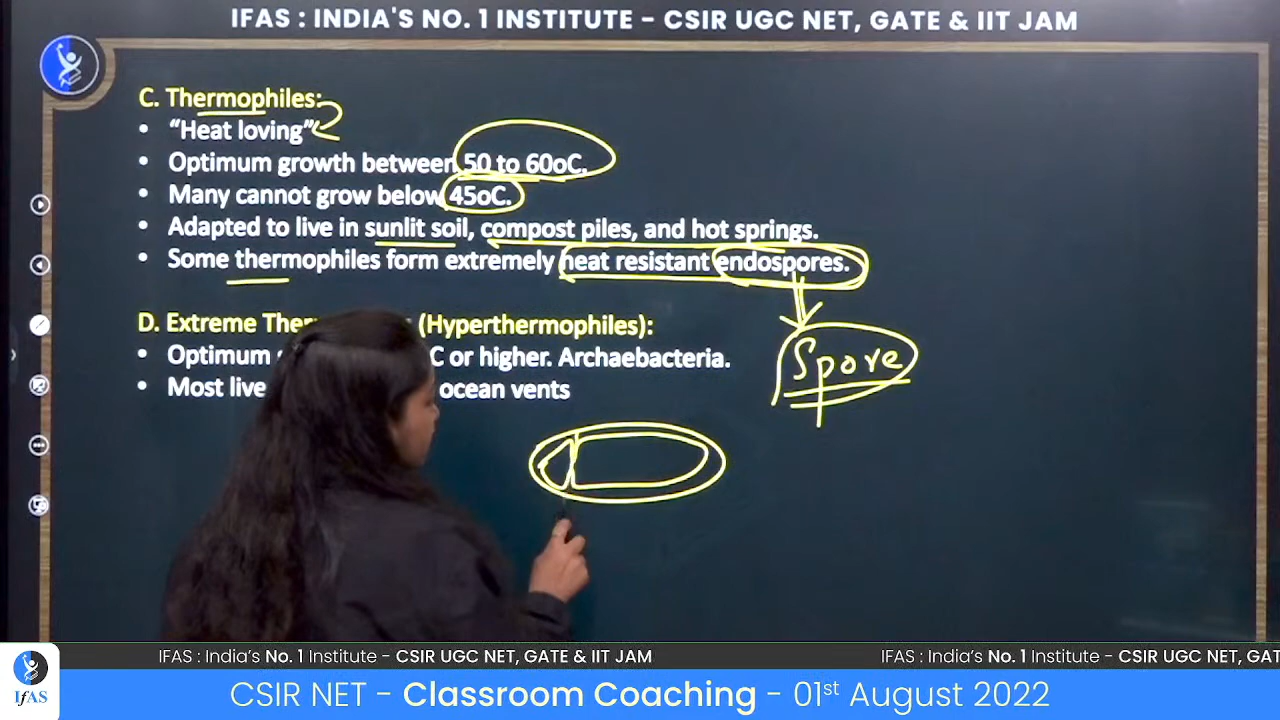 IFAS : INDIA'S NO. 1 INSTITUTE - CSIR UGC NET, GATE & IIT JAM
C. Thermophiles:
• “Heat loving”
• Optimum growth between 50 to 60oC.
• Many cannot grow below 45oC.
• Adapted to live in sunlit soil, compost piles, and hot springs.
• Some thermophiles form extremely heat resistant endospores.
D. Extreme Ther (Hyperthermophiles):
• Optimum C or higher. Archaebacteria.
• Most live ocean vents
Spore
IFAS : India’s No. 1 Institute - CSIR UGC NET, GATE & IIT JAM IFAS : India’s No. 1 Institute - CSIR UGC NET, GAT
IfAS
CSIR NET - Classroom Coaching - 01st August 2022